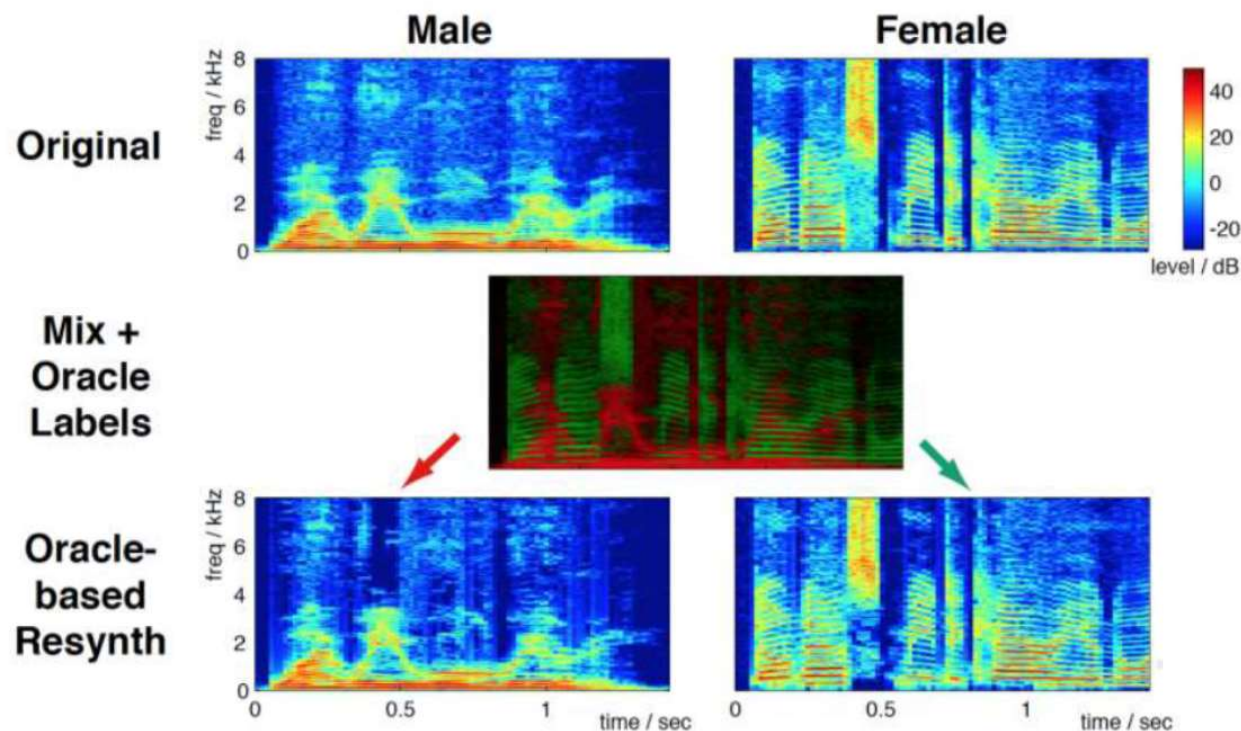 Male
Female
freq / kHz
8
6
4
2
0
Original
40
20
0
-20
level / dB
Mix +
Oracle
Labels
freq / kHz
8
6
4
2
0
Oracle-
based
Resynth
0
0.5
1
time / sec
0
0.5
1
time / sec